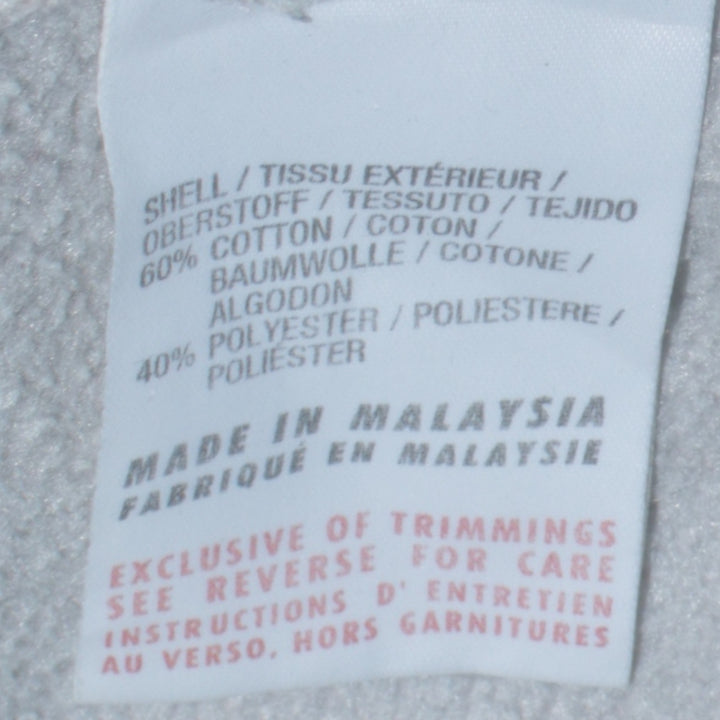 SHELL / TISSU EXTÉRIEUR /
OBERSTOFF / TESSUTO / TEJIDO
60% COTTON / COTON /
BAUMWOLLE / COTONE /
ALGODON
40% POLYESTER / POLIESTERE /
POLIÉSTER
MADE IN MALAYSIA
FABRIQUÉ EN MALAYSIE
EXCLUSIVE OF TRIMMINGS
SEE REVERSE FOR CARE
INSTRUCTIONS D' ENTRETIEN
AU VERSO. HORS GARNITURES